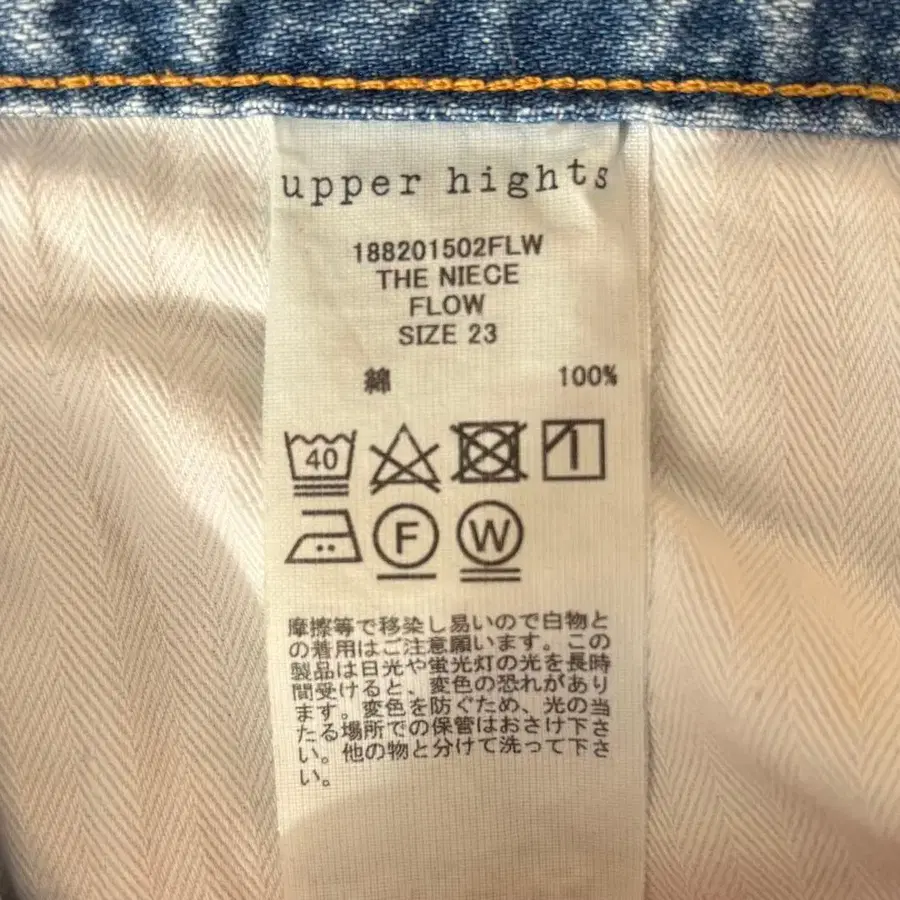 upper hights
188201502FLW
THE NIECE
FLOW
SIZE 23
綿 100%
40
F W
摩擦等で移染し易いので白物と
の着用はご注意願います。この
製品は日光や蛍光灯の光を長時
間受けると、変色の恐れがあり
ます。変色を防ぐため、光の当
たる場所での保管はおさけ下さ
い。他の物と分けて洗って下さ
い。